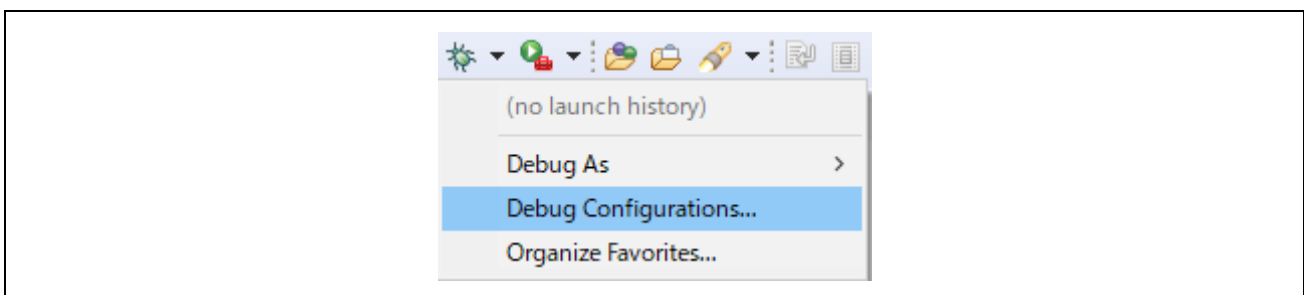 (no launch history)
Debug As
Debug Configurations...
Organize Favorites...